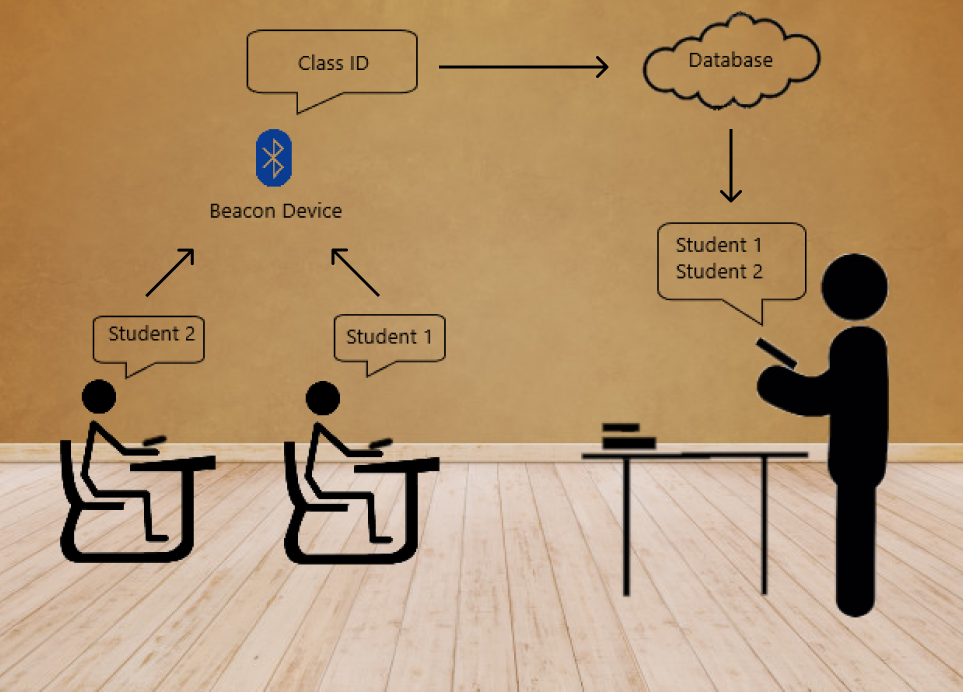 Class ID
Database
Beacon Device
Student 1
Student 2
Student 2
Student 1